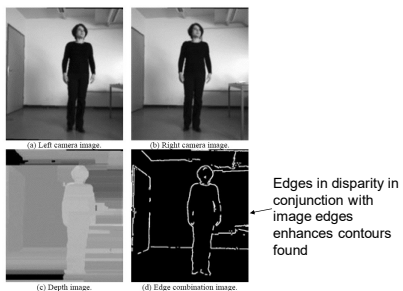 (a) Left camera image.
(b) Right camera image.
Edges in disparity in
conjunction with
image edges
enhances contours
found
(c) Depth image.
(d) Edge combination image.